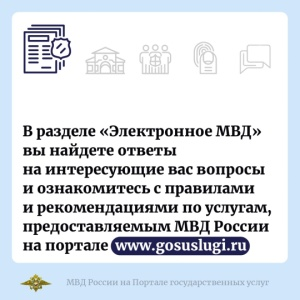 В разделе «Электронное МВД»
вы найдете ответы
на интересующие вас вопросы
и ознакомитесь с правилами
и рекомендациями по услугам,
предоставляемым МВД России
на портале www.gosuslugi.ru
МВД России на Портале государственных услуг